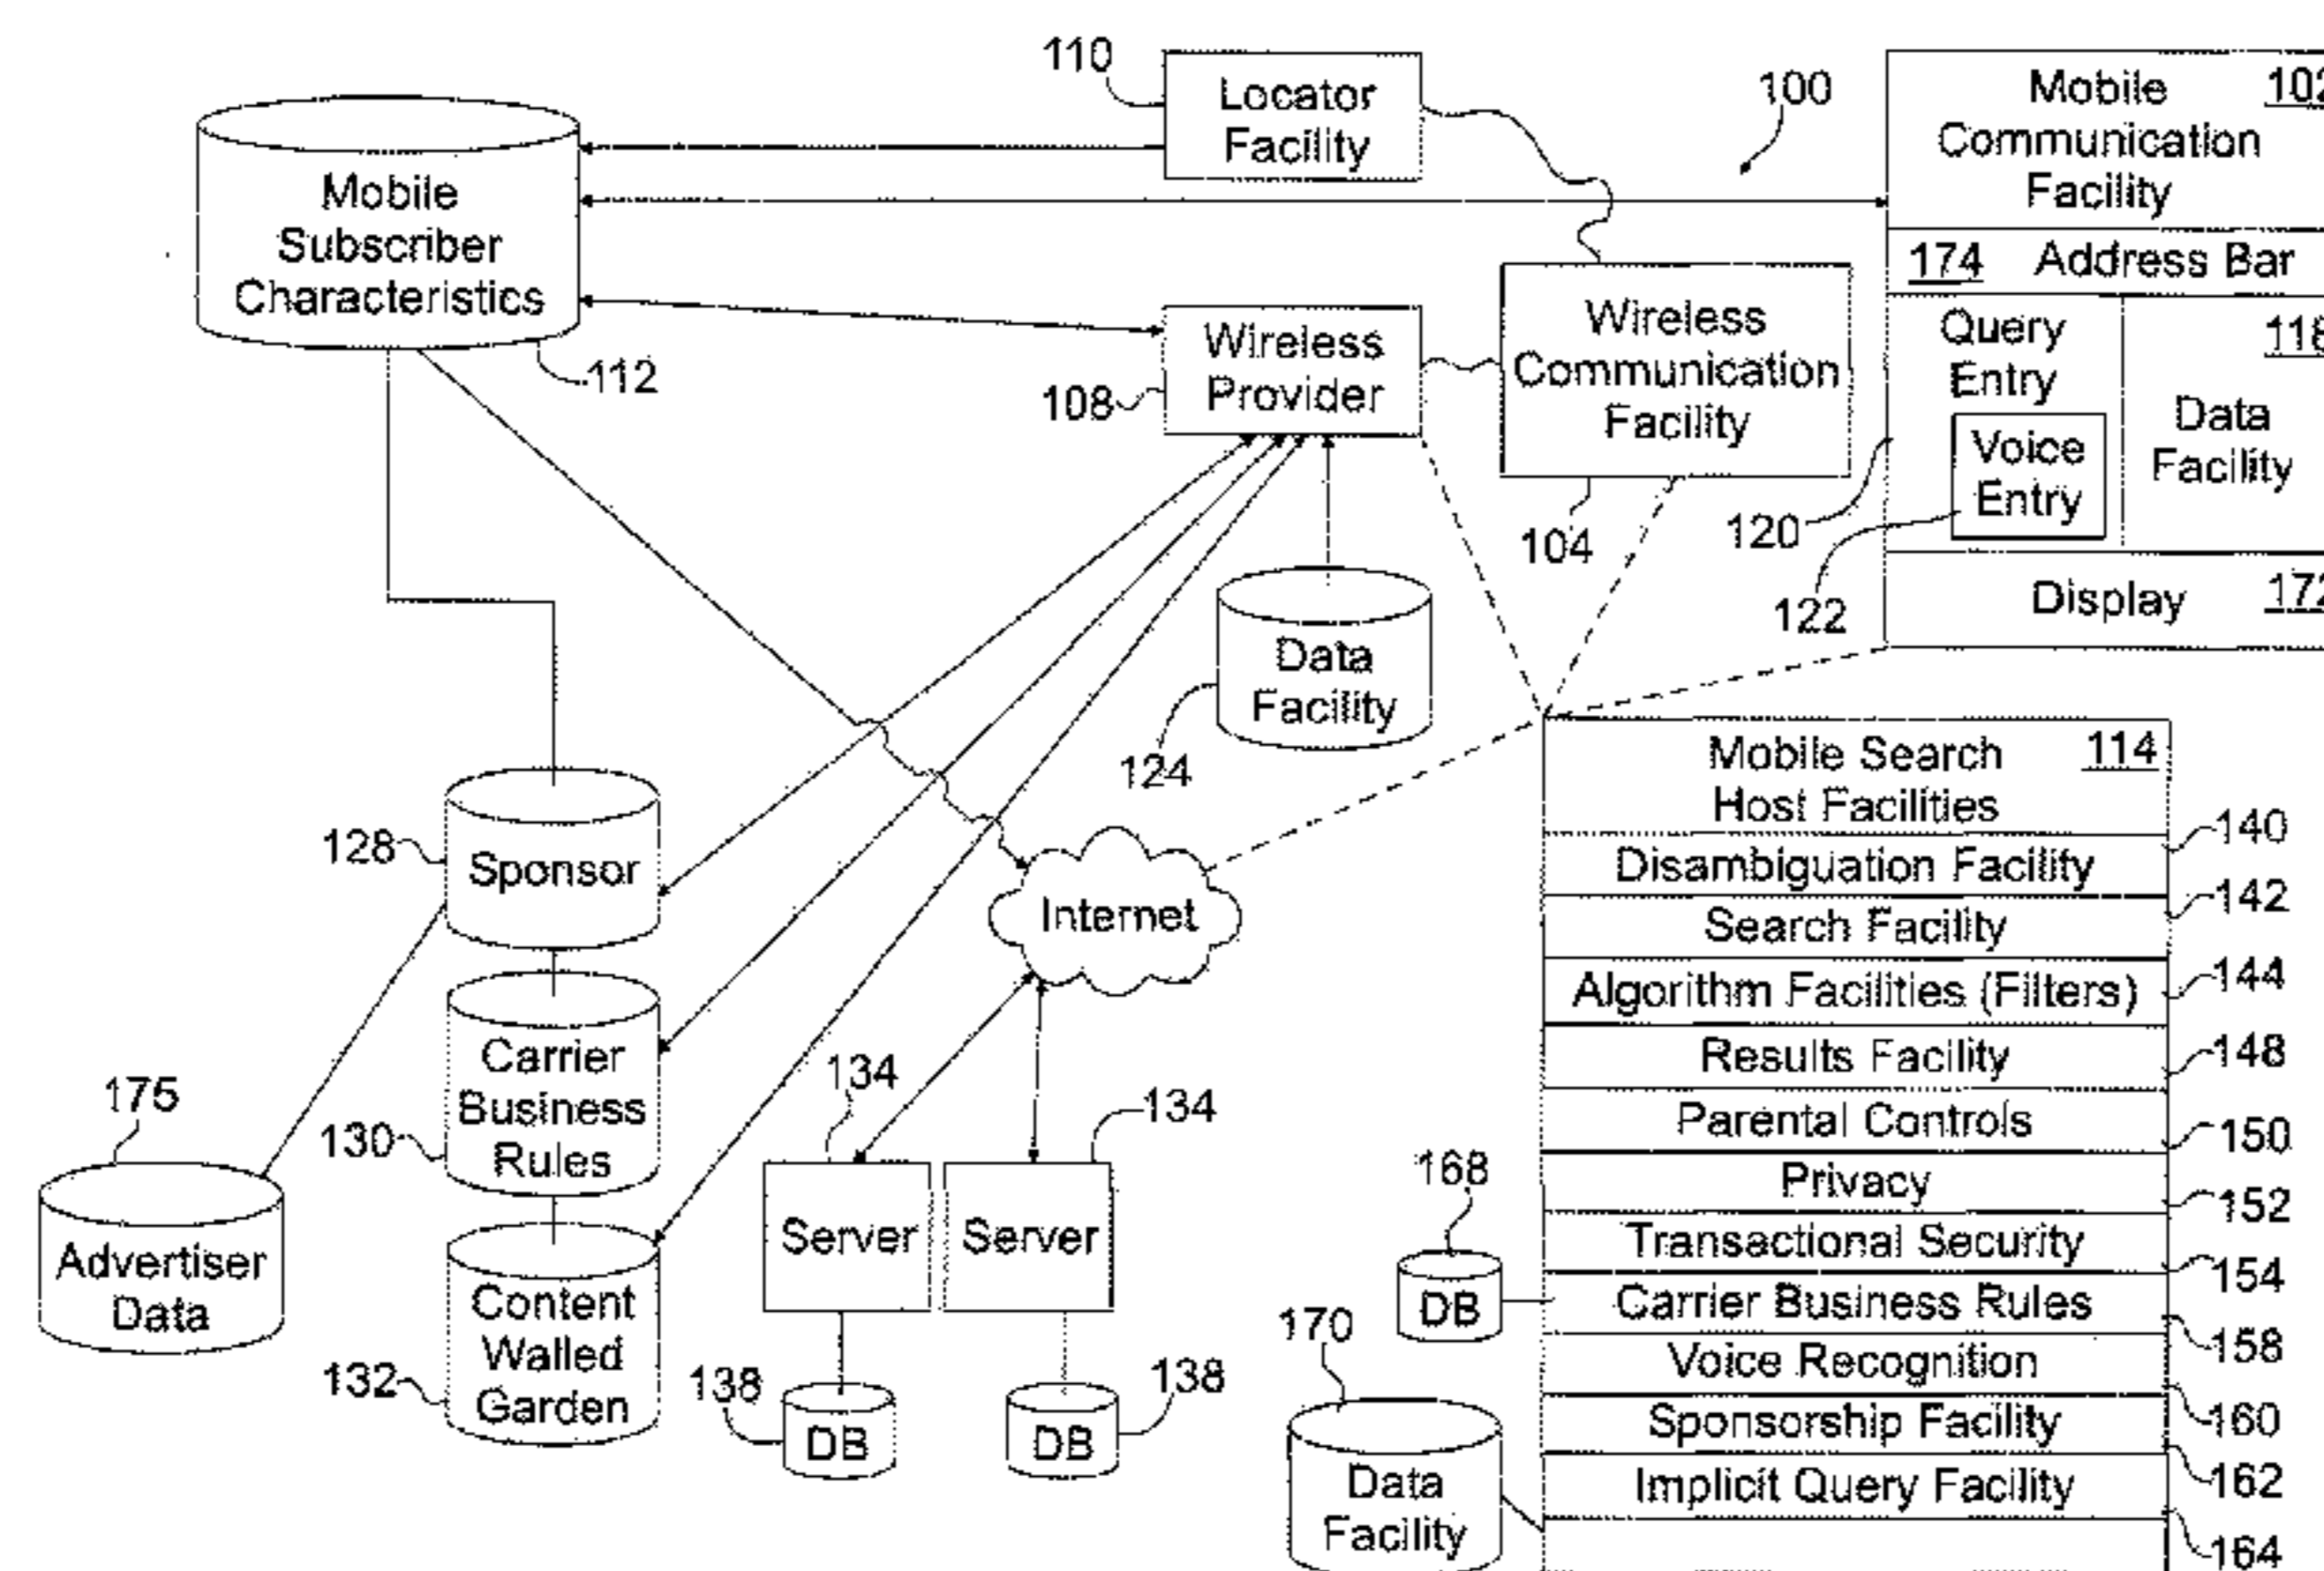 110
Locator
Facility
100
Mobile
Communication
Facility
102
174
Address Bar
Query
Entry
Voice
Entry
Data
Facility
120
122
Display
Mobile
Subscriber
Characteristics
112
Wireless
Provider
108
Wireless
Communication
Facility
104
Data
Facility
124
Mobile Search
Host Facilities
114
140
Disambiguation Facility
142
Search Facility
144
Algorithm Facilities (Filters)
148
Results Facility
150
Parental Controls
152
Privacy
154
Transactional Security
158
Carrier Business Rules
160
Voice Recognition
162
Sponsorship Facility
164
Implicit Query Facility
168
DB
170
Data
Facility
128
Sponsor
130
Carrier
Business
Rules
132
Content
Walled
Garden
175
Advertiser
Data
Internet
134
134
Server
Server
138
DB
138
DB